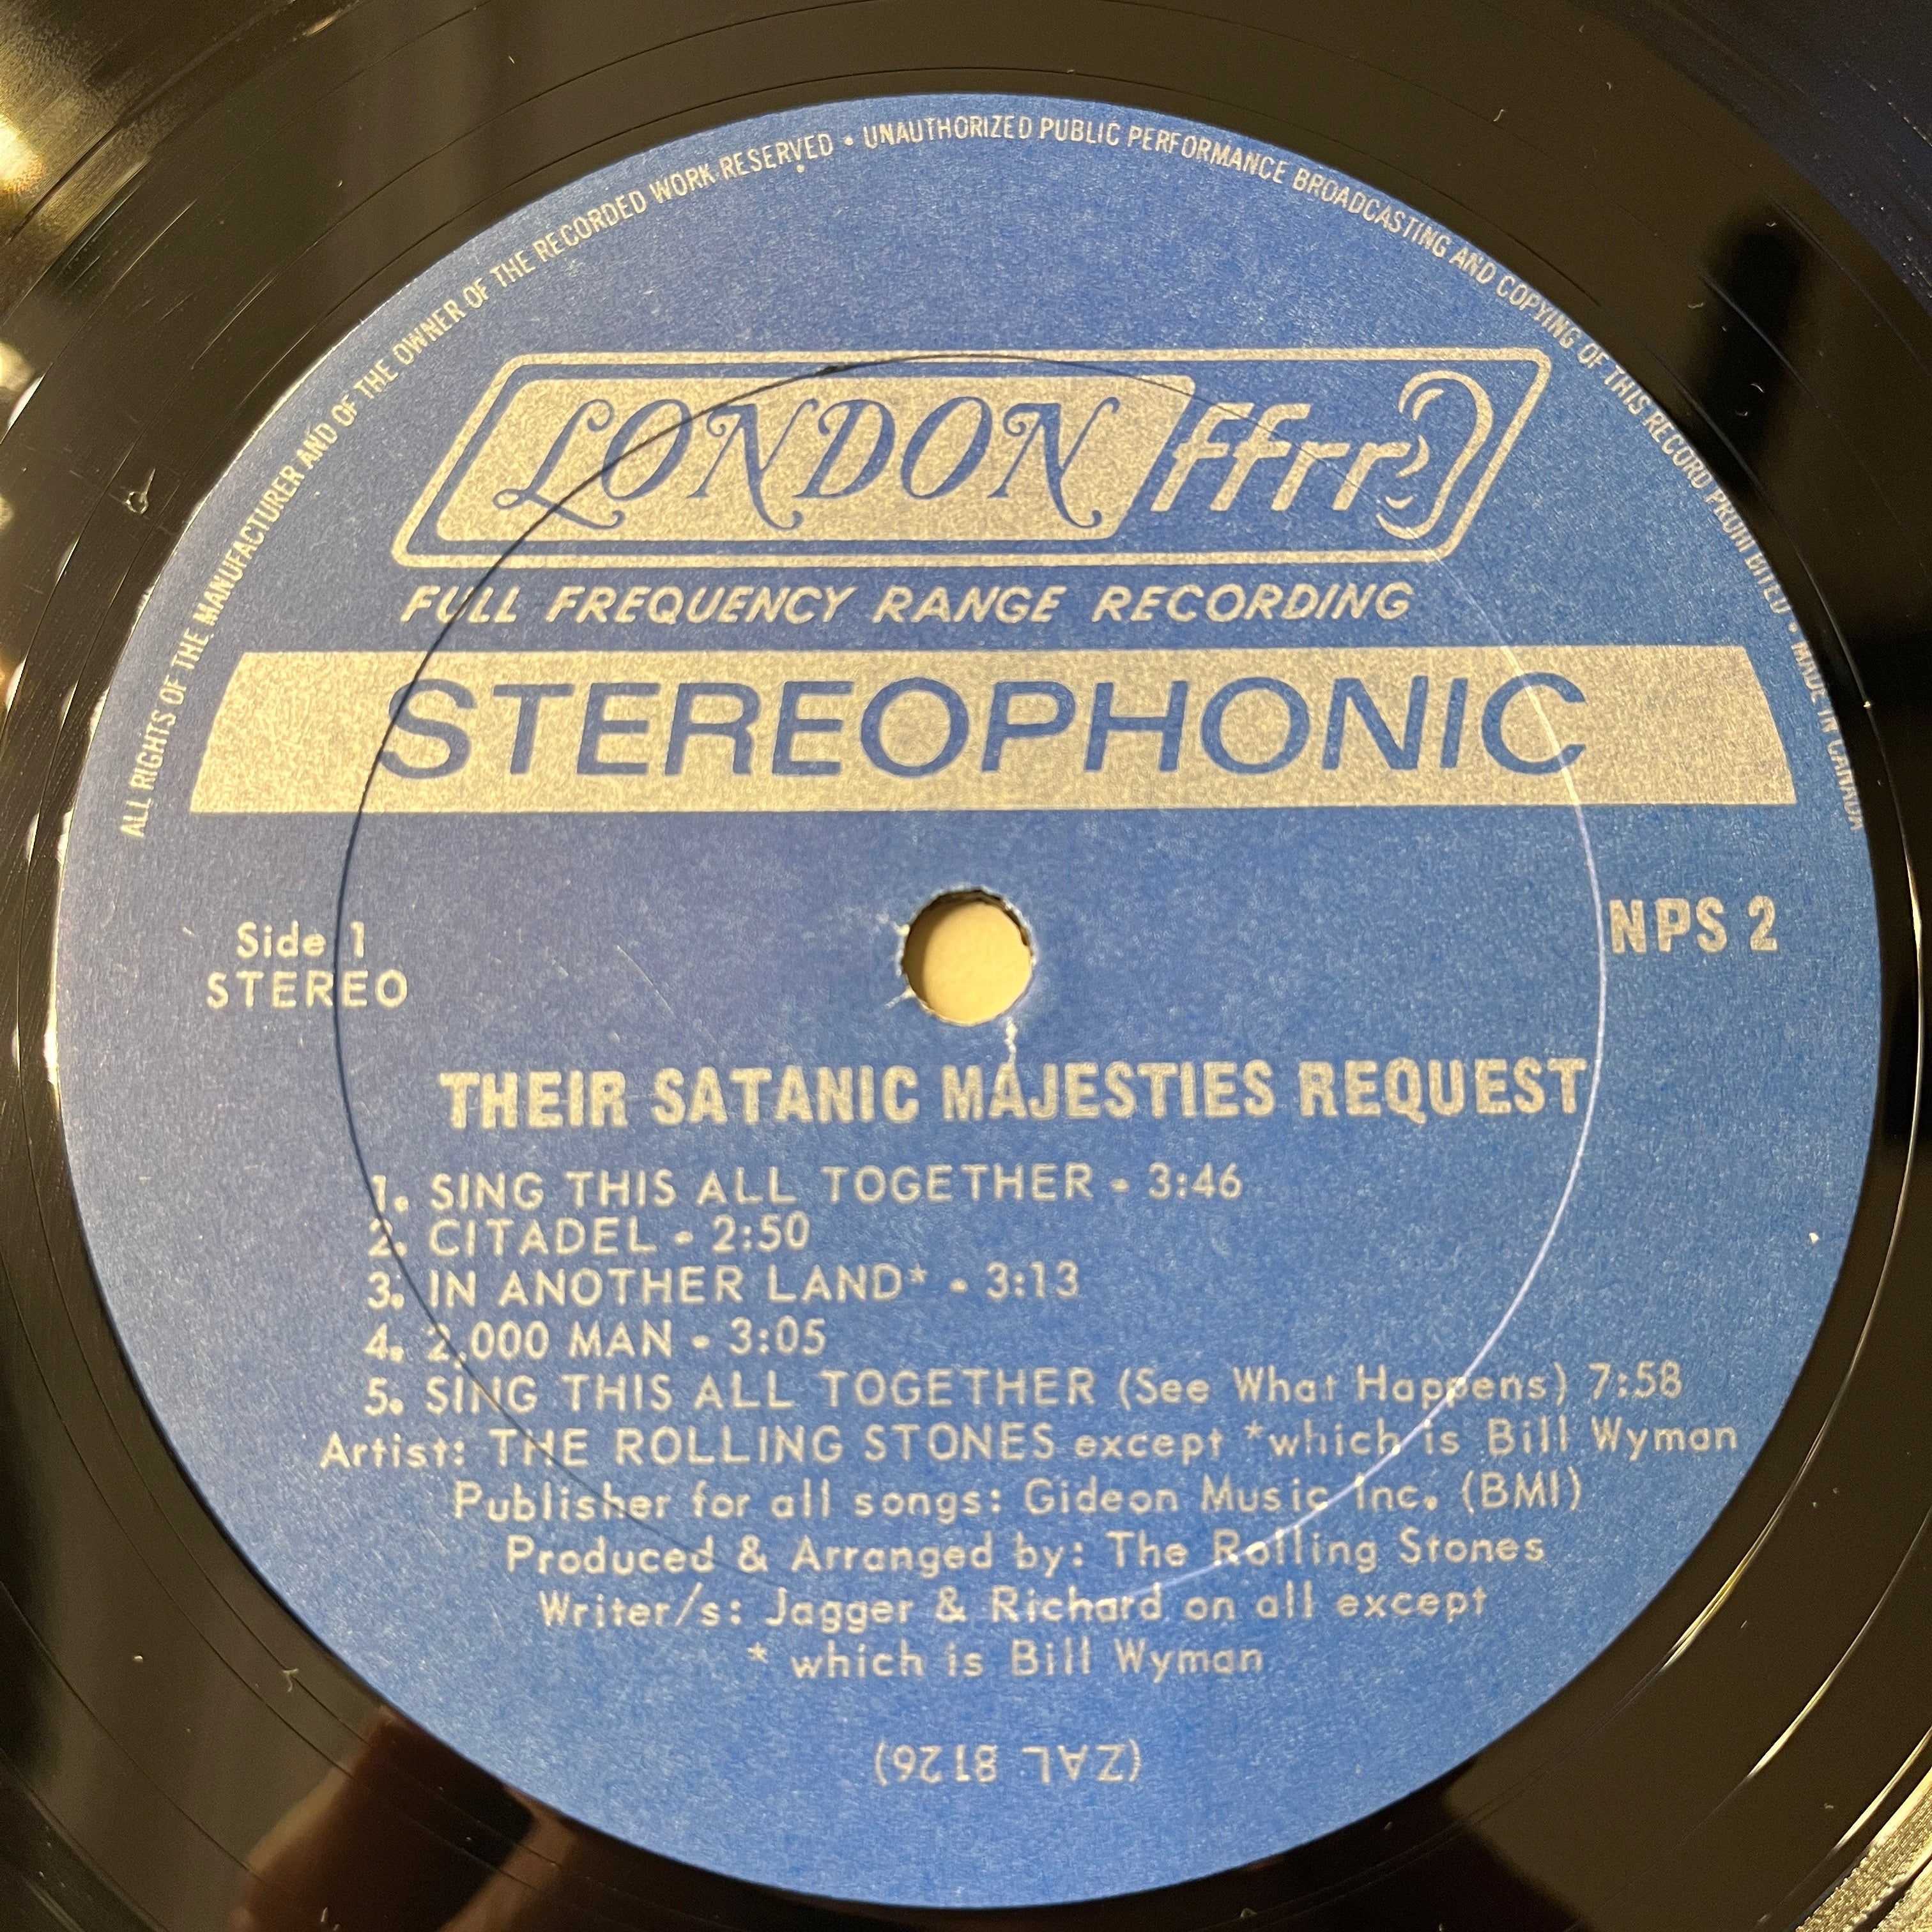 ALL RIGHTS OF THE MANUFACTURER AND OF THE OWNER OF THE RECORDED WORK RESERVED • UNAUTHORIZED PUBLIC PERFORMANCE BROADCASTING AND COPYING OF THIS RECORD PROHIBITED • MADE IN CANADA
LONDON ffrr
FULL FREQUENCY RANGE RECORDING
STEREOPHONIC
Side 1
STEREO
NPS 2
THEIR SATANIC MAJESTIES REQUEST
1. SING THIS ALL TOGETHER - 3:46
2. CITADEL - 2:50
3. IN ANOTHER LAND* - 3:13
4. 2,000 MAN - 3:05
5. SING THIS ALL TOGETHER (See What Happens) 7:58
Artist: THE ROLLING STONES except *which is Bill Wyman
Publisher for all songs: Gideon Music Inc. (BMI)
Produced & Arranged by: The Rolling Stones
Writer/s: Jagger & Richard on all except
* which is Bill Wyman
(ZAL 8126)